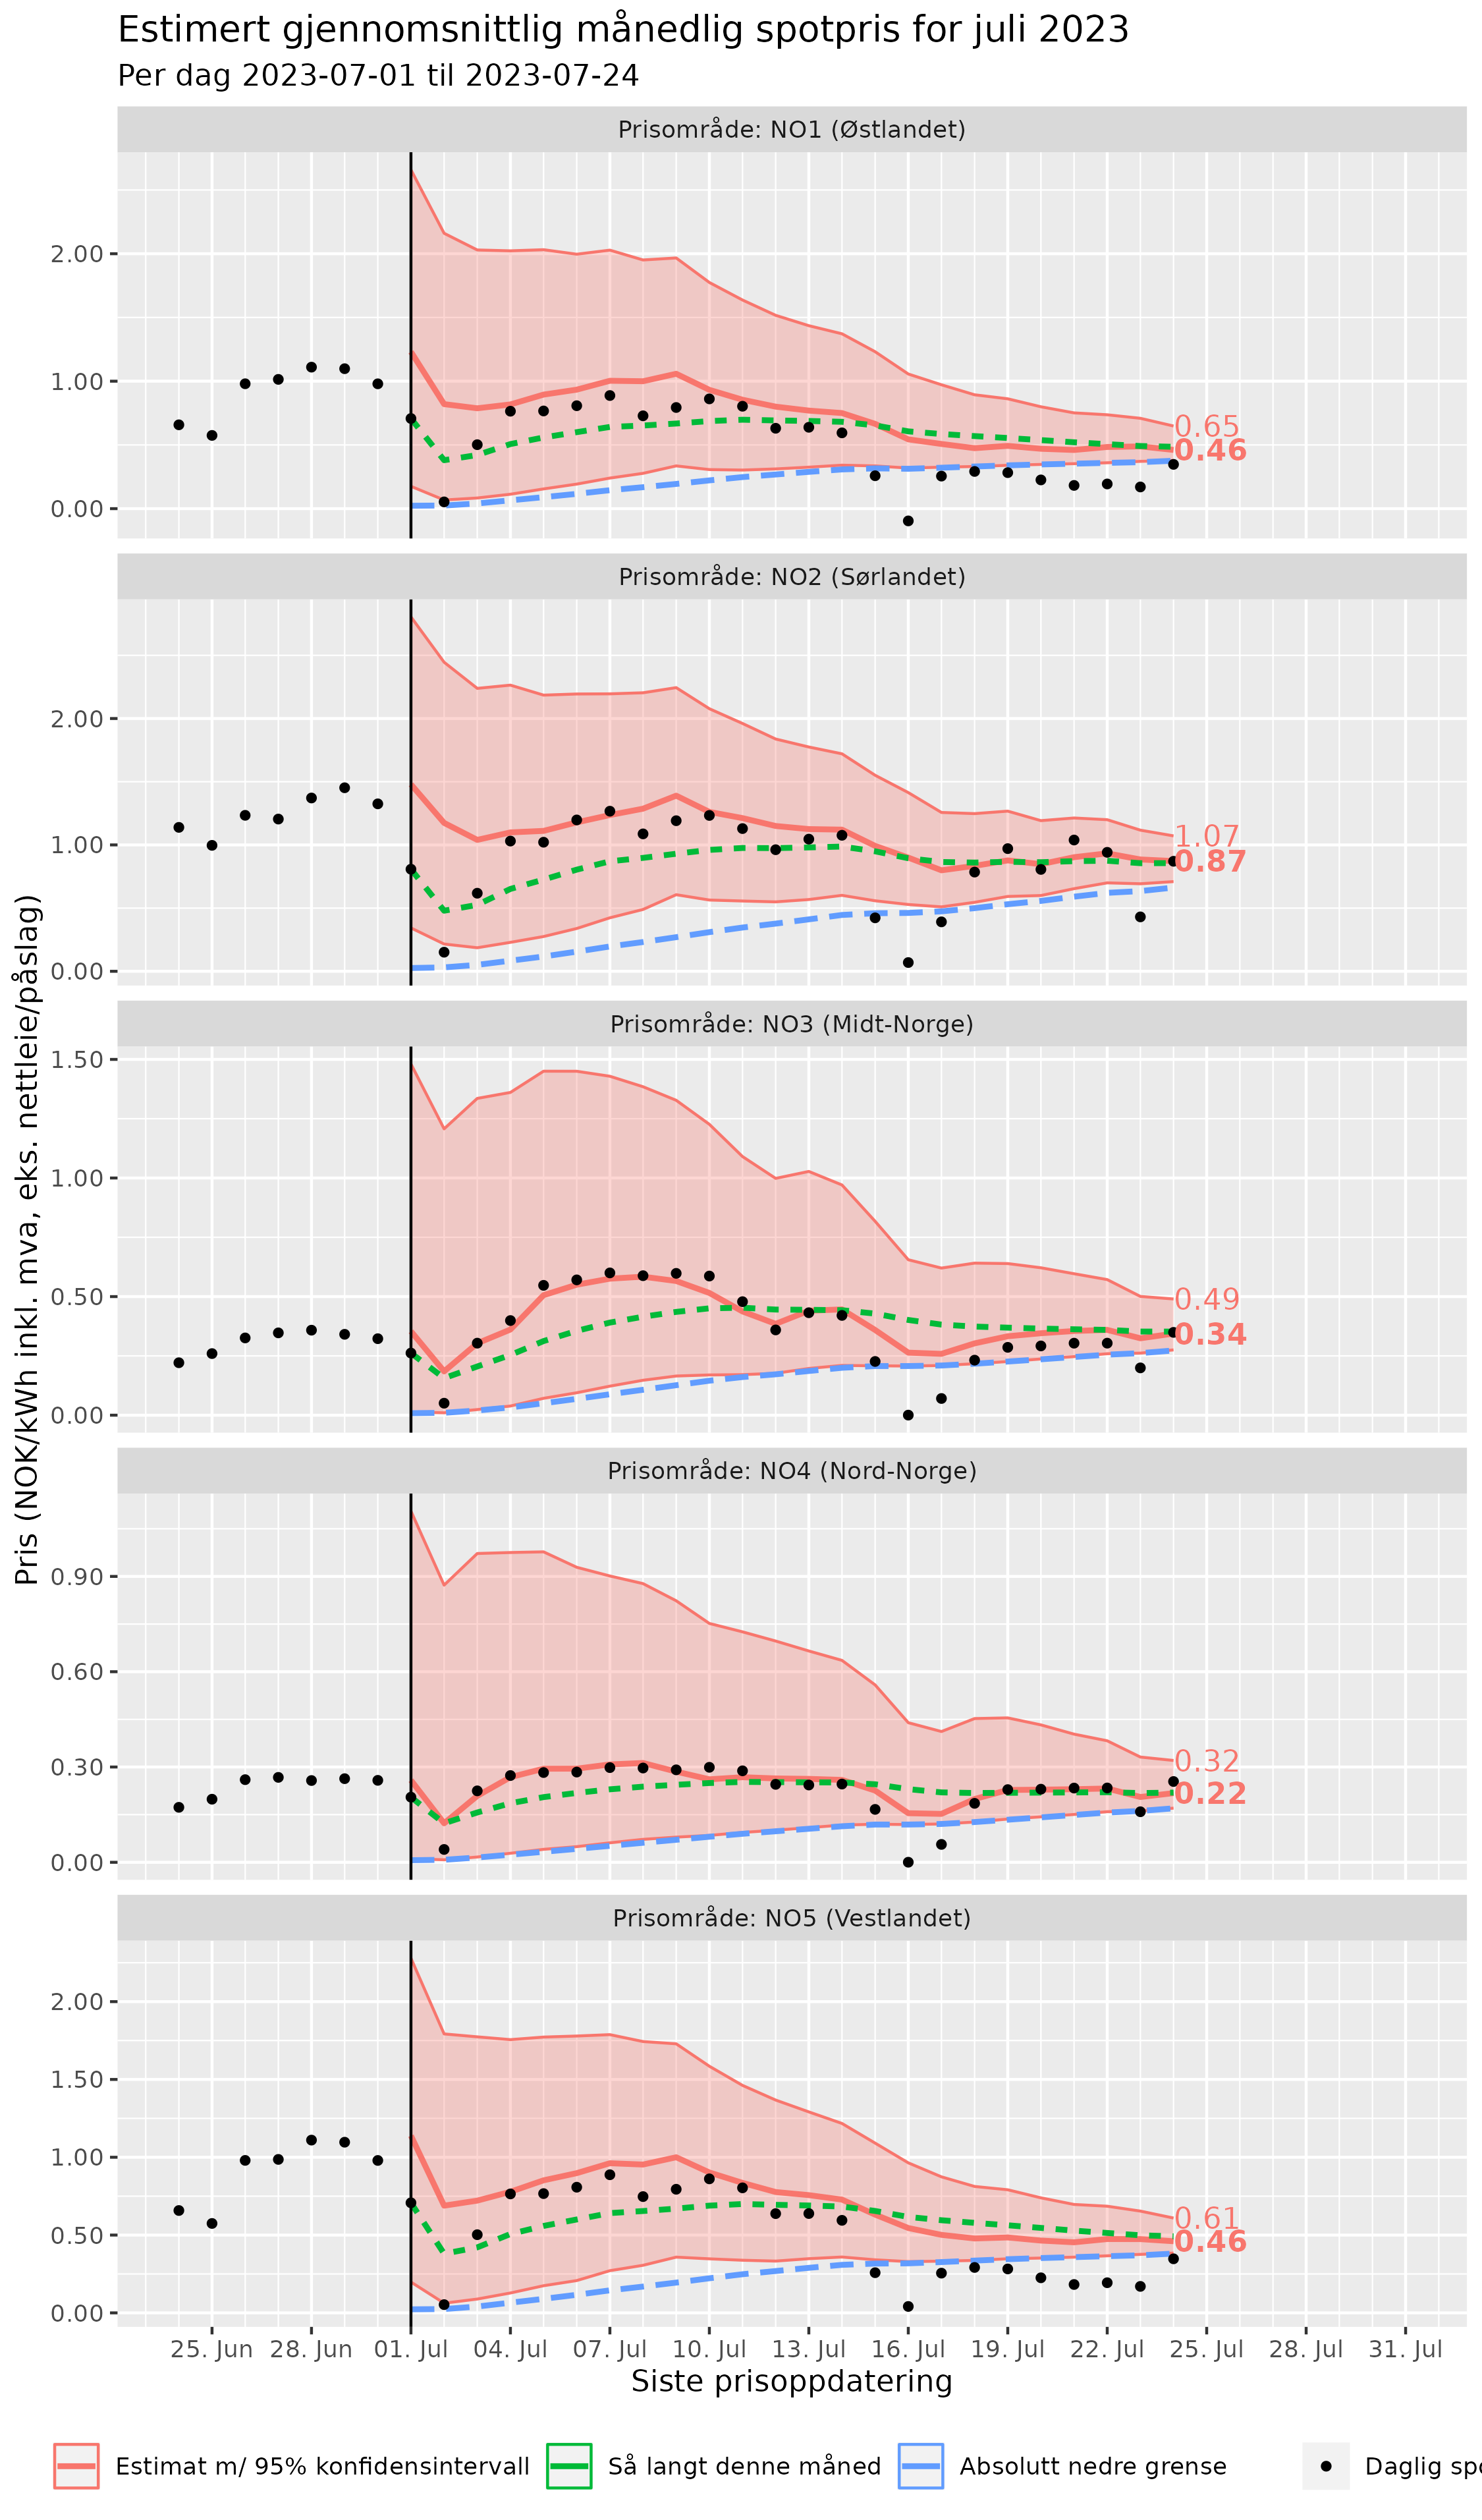 Estimert gjennomsnittlig månedlig spotpris for juli 2023
Per dag 2023-07-01 til 2023-07-24
Pris (NOK/kWh inkl. mva, eks. nettleie/påslag)
Prisområde: NO1 (Østlandet)
2.00
1.00
0.00
0.65
0.46
Prisområde: NO2 (Sørlandet)
2.00
1.00
0.00
1.07
0.87
Prisområde: NO3 (Midt-Norge)
1.50
1.00
0.50
0.00
0.49
0.34
Prisområde: NO4 (Nord-Norge)
0.90
0.60
0.30
0.00
0.32
0.22
Prisområde: NO5 (Vestlandet)
2.00
1.50
1.00
0.50
0.00
0.61
0.46
25. Jun 28. Jun 01. Jul 04. Jul 07. Jul 10. Jul 13. Jul 16. Jul 19. Jul 22. Jul 25. Jul 28. Jul 31. Jul
Siste prisoppdatering
Estimat m/ 95% konfidensintervall Så langt denne måned Absolutt nedre grense Daglig